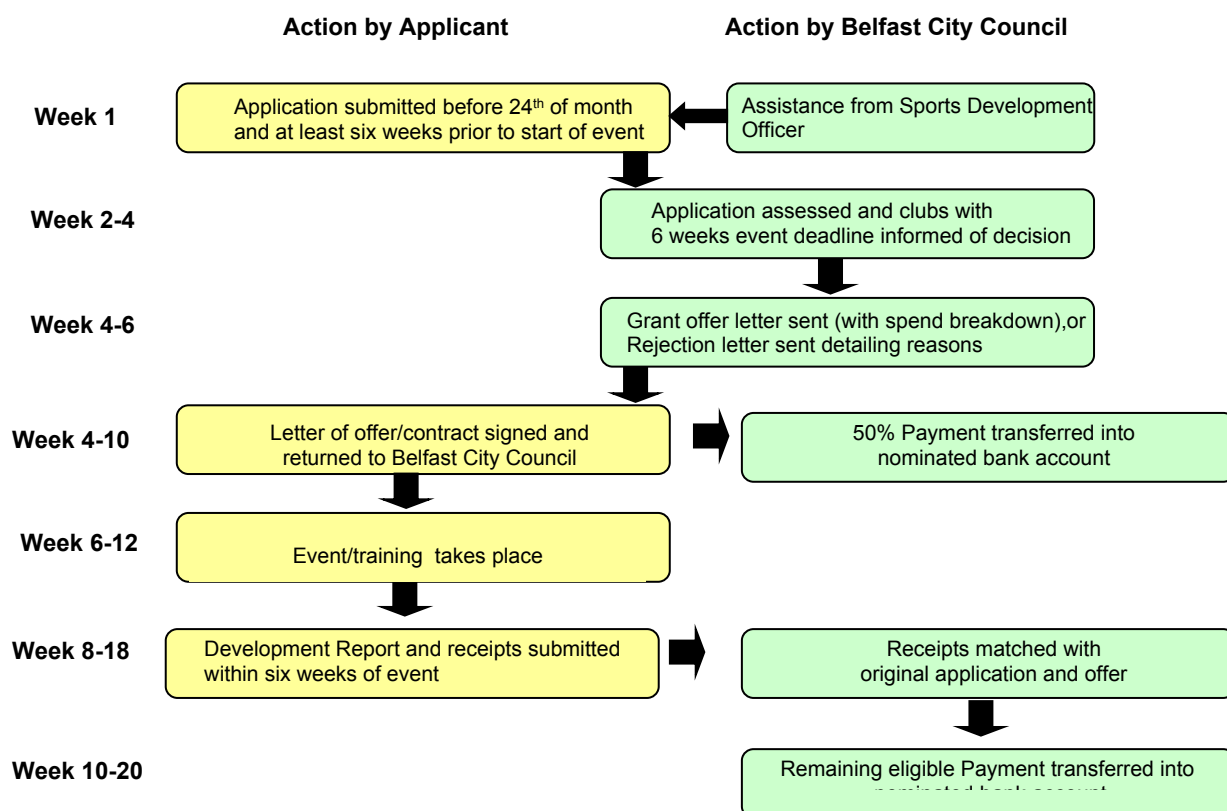 Action by Applicant
Action by Belfast City Council
Week 1
Application submitted before 24th of month
and at least six weeks prior to start of event
Assistance from Sports Development
Officer
Week 2-4
Application assessed and clubs with
6 weeks event deadline informed of decision
Week 4-6
Grant offer letter sent (with spend breakdown),or
Rejection letter sent detailing reasons
Week 4-10
Letter of offer/contract signed and
returned to Belfast City Council
50% Payment transferred into
nominated bank account
Week 6-12
Event/training takes place
Week 8-18
Development Report and receipts submitted
within six weeks of event
Receipts matched with
original application and offer
Week 10-20
Remaining eligible Payment transferred into
nominated bank account